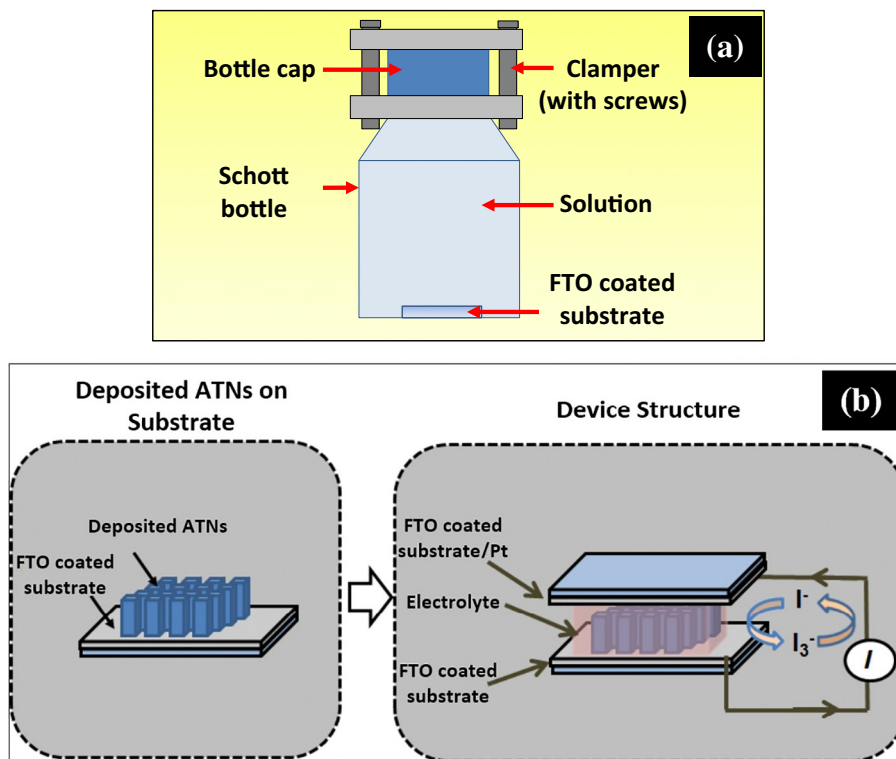 (a)
Bottle cap
Clamper
(with screws)
Schott
bottle
Solution
FTO coated
substrate
(b)
Deposited ATNs on
Substrate
Device Structure
Deposited ATNs
FTO coated
substrate
FTO coated
substrate/Pt
Electrolyte
FTO coated
substrate
I-
I3-
I